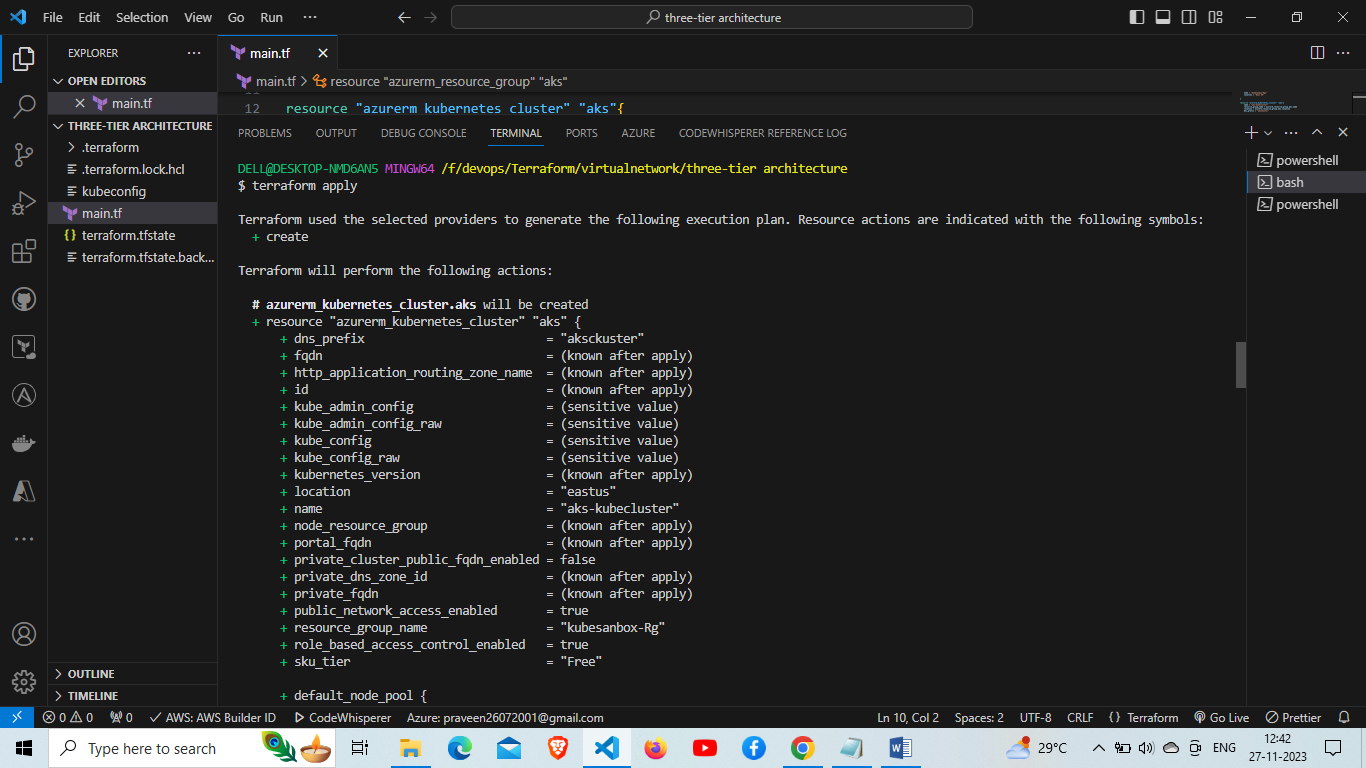 File Edit Selection View Go Run ··· three-tier architecture
EXPLORER ···
OPEN EDITORS
main.tf
THREE-TIER ARCHITECTURE
.terraform
.terraform.lock.hcl
kubeconfig
main.tf
terraform.tfstate
terraform.tfstate.back...
OUTLINE
TIMELINE
main.tf
main.tf > resource "azurerm_resource_group" "aks"
12 resource "azurerm_kubernetes_cluster" "aks"{
PROBLEMS OUTPUT DEBUG CONSOLE TERMINAL PORTS AZURE CODEWHISPERER REFERENCE LOG
powershell
bash
powershell
DELL@DESKTOP-NMD6AN5 MINGW64 /f/devops/Terraform/virtualnetwork/three-tier architecture
$ terraform apply
Terraform used the selected providers to generate the following execution plan. Resource actions are indicated with the following symbols:
+ create
Terraform will perform the following actions:
# azurerm_kubernetes_cluster.aks will be created
+ resource "azurerm_kubernetes_cluster" "aks" {
+ dns_prefix = "aksckuster"
+ fqdn = (known after apply)
+ http_application_routing_zone_name = (known after apply)
+ id = (known after apply)
+ kube_admin_config = (sensitive value)
+ kube_admin_config_raw = (sensitive value)
+ kube_config = (sensitive value)
+ kube_config_raw = (sensitive value)
+ kubernetes_version = (known after apply)
+ location = "eastus"
+ name = "aks-kubecluster"
+ node_resource_group = (known after apply)
+ portal_fqdn = (known after apply)
+ private_cluster_public_fqdn_enabled = false
+ private_dns_zone_id = (known after apply)
+ private_fqdn = (known after apply)
+ public_network_access_enabled = true
+ resource_group_name = "kubesanbox-Rg"
+ role_based_access_control_enabled = true
+ sku_tier = "Free"
+ default_node_pool {
0 0 0 AWS: AWS Builder ID CodeWhisperer Azure: praveen26072001@gmail.com Ln 10, Col 2 Spaces: 2 UTF-8 CRLF {} Terraform Go Live Prettier
Type here to search 29°C ENG 12:42
27-11-2023